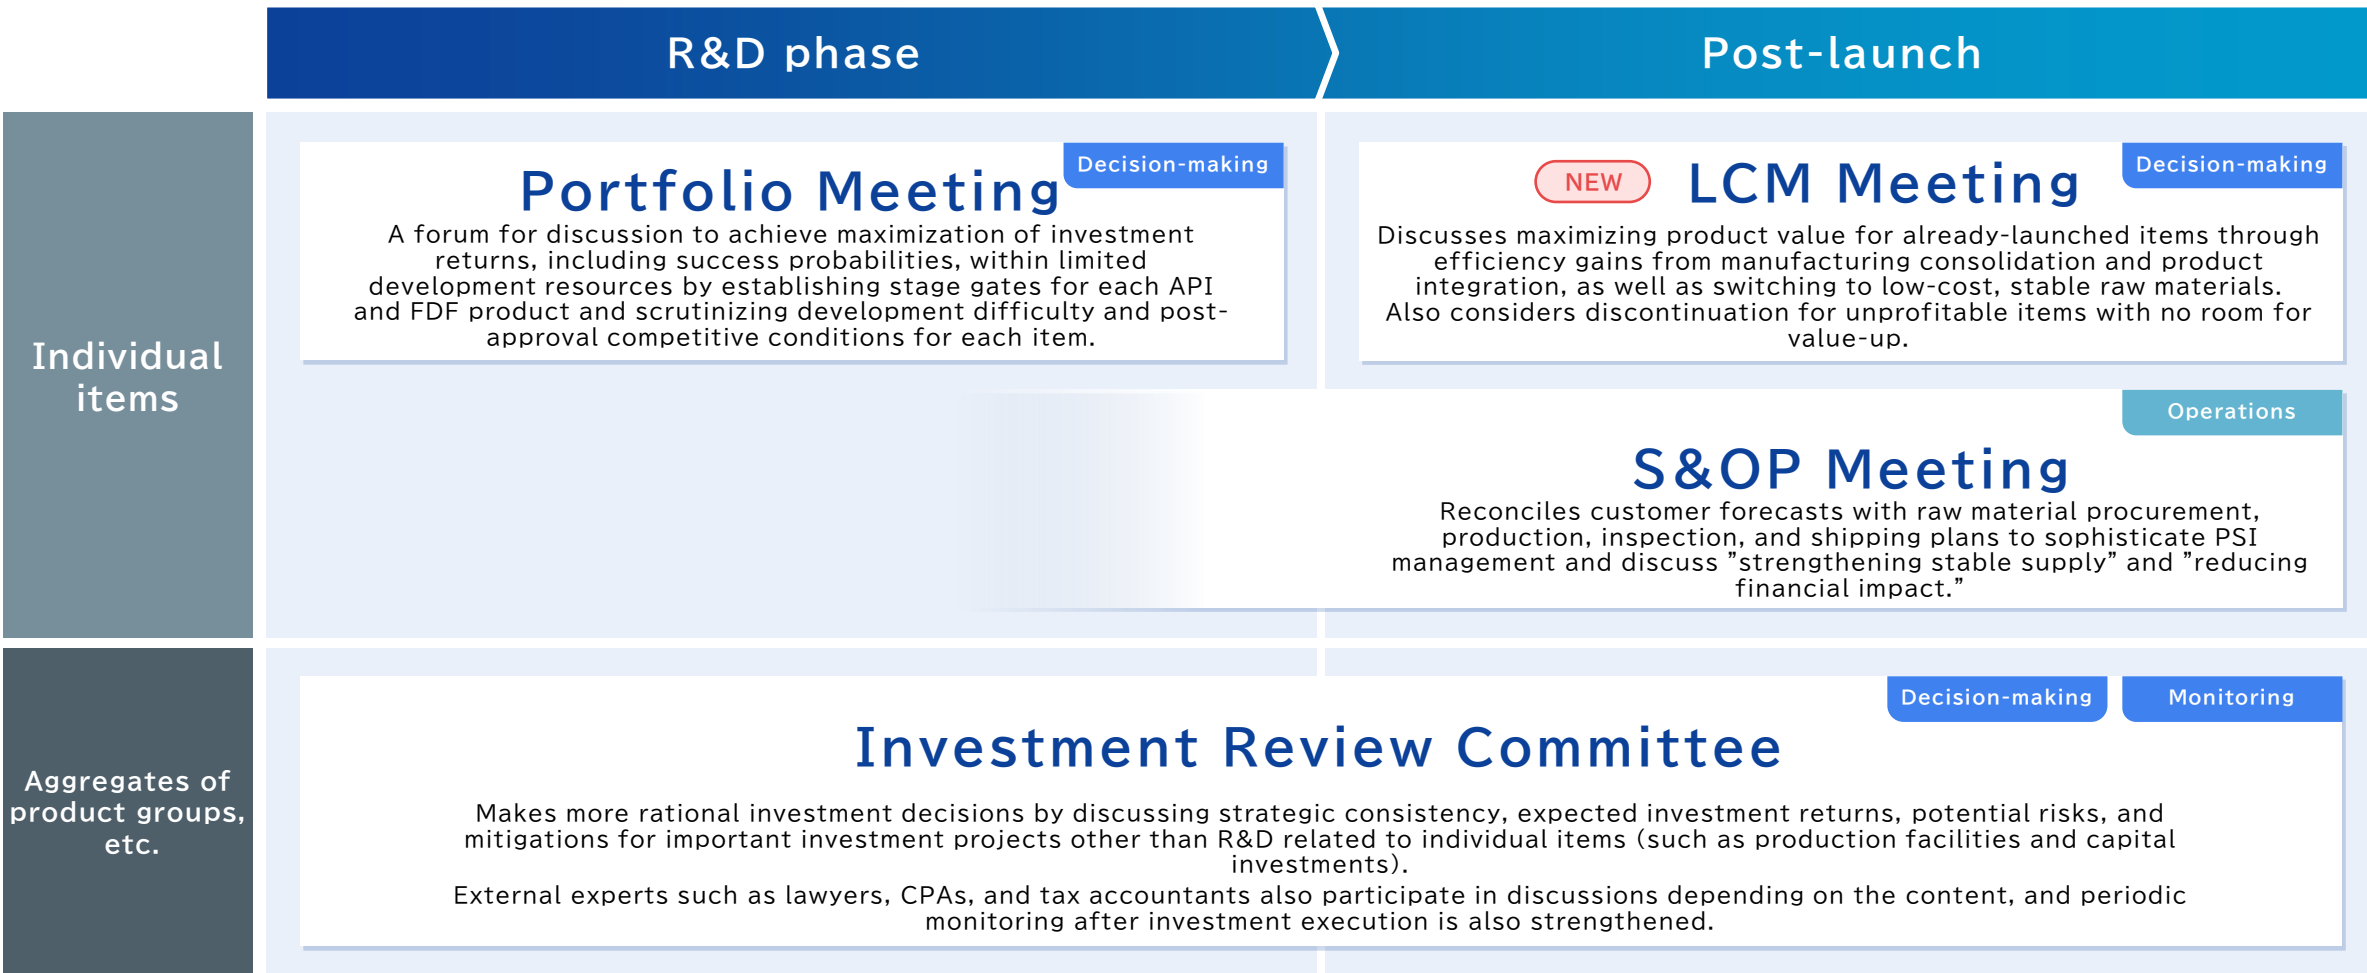 R&D phase
Post-launch
Individual
items
Decision-making
Portfolio Meeting
A forum for discussion to achieve maximization of investment
returns, including success probabilities, within limited
development resources by establishing stage gates for each API
and FDF product and scrutinizing development difficulty and post-
approval competitive conditions for each item.
Decision-making
NEW
LCM Meeting
Discusses maximizing product value for already-launched items through
efficiency gains from manufacturing consolidation and product
integration, as well as switching to low-cost, stable raw materials.
Also considers discontinuation for unprofitable items with no room for
value-up.
Operations
S&OP Meeting
Reconciles customer forecasts with raw material procurement,
production, inspection, and shipping plans to sophisticate PSI
management and discuss ”strengthening stable supply” and ”reducing
financial impact.”
Aggregates of
product groups,
etc.
Decision-making
Monitoring
Investment Review Committee
Makes more rational investment decisions by discussing strategic consistency, expected investment returns, potential risks, and
mitigations for important investment projects other than R&D related to individual items (such as production facilities and capital
investments).
External experts such as lawyers, CPAs, and tax accountants also participate in discussions depending on the content, and periodic
monitoring after investment execution is also strengthened.